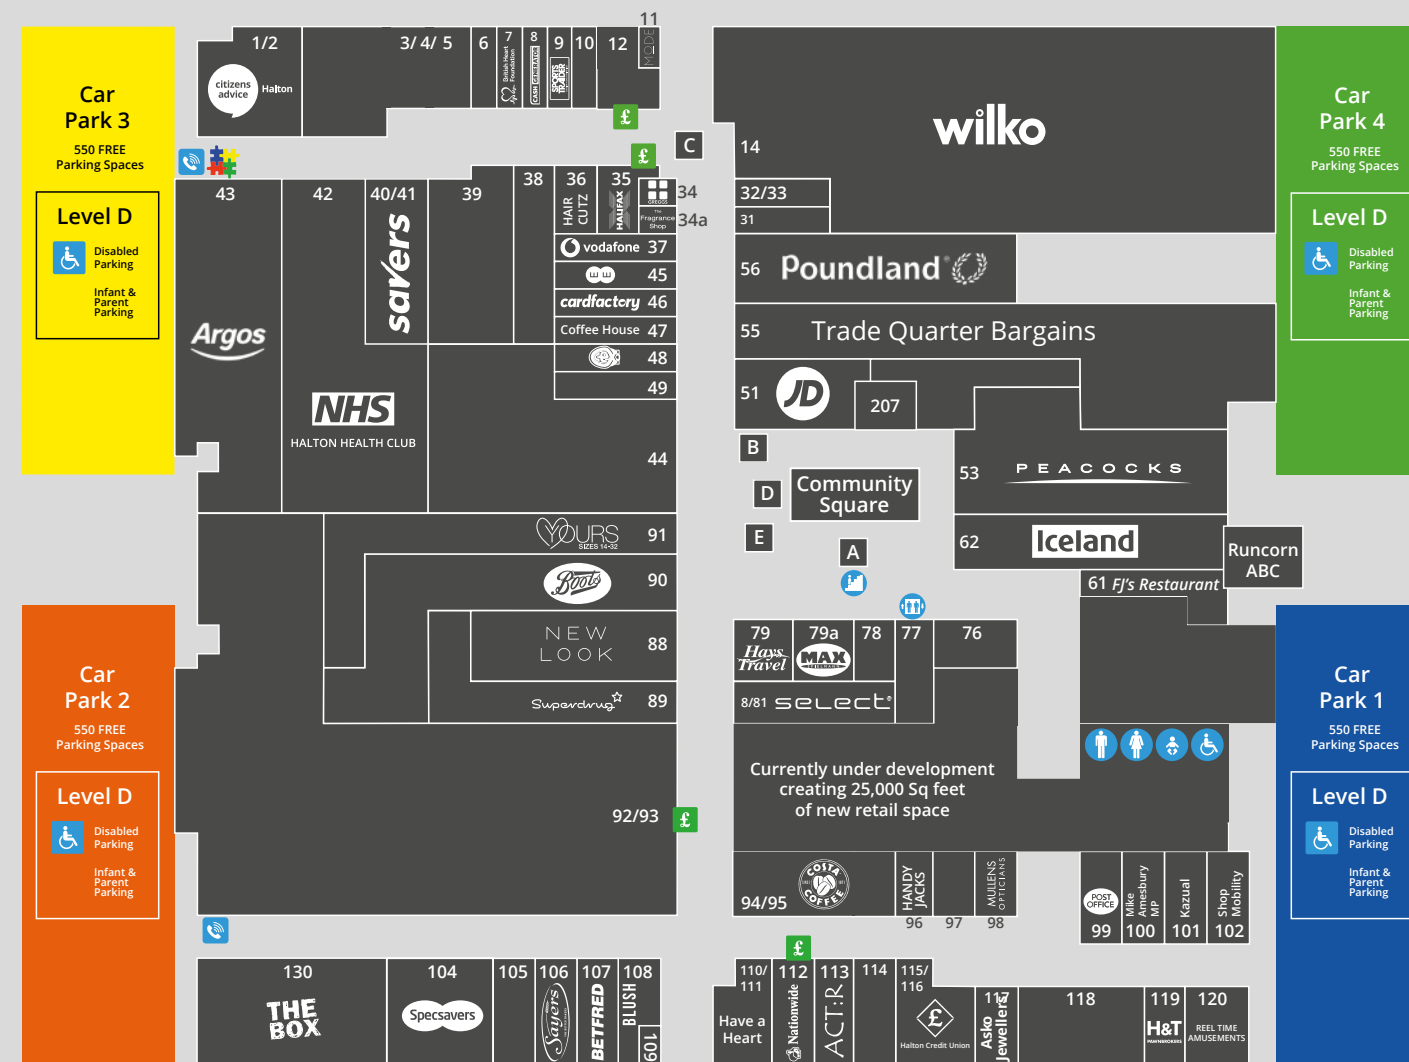 11
1/2
3/ 4/ 5
6
7
8
9
10
12
MODE
citizens
advice
Halton
British Heart
Foundation
CASH GENERATOR
SPORTS
TRADER
£
£
C
Car
Park 3
550 FREE
Parking Spaces
Level D
Disabled
Parking
Infant &
Parent
Parking
wilko
14
32/33
31
Car
Park 4
550 FREE
Parking Spaces
Level D
Disabled
Parking
Infant &
Parent
Parking
43
42
40/41
39
38
36
35
34
34a
HAIR
CUTZ
HALIFAX
GREGGS
The
Fragrance
Shop
savers
Argos
NHS
HALTON HEALTH CLUB
vodafone 37
EE
45
cardfactory 46
Coffee House 47
48
49
44
56
Poundland
55
Trade Quarter Bargains
51
JD
207
B
D
E
A
Community
Square
53
PEACOCKS
62
Iceland
Runcorn
ABC
61 FJ's Restaurant
YOURS
SIZES 14-32
91
Boots
90
NEW
LOOK
88
Superdrug
89
92/93
£
79
Hays
Travel
79a
MAX
SPIELMANN
78
77
76
8/81
select
Currently under development
creating 25,000 Sq feet
of new retail space
Car
Park 2
550 FREE
Parking Spaces
Level D
Disabled
Parking
Infant &
Parent
Parking
Car
Park 1
550 FREE
Parking Spaces
Level D
Disabled
Parking
Infant &
Parent
Parking
94/95
COSTA
COFFEE
HANDY
JACKS
96
97
MULLENS
OPTICIANS
98
POST
OFFICE
99
Mike
Amesbury
MP
100
Kazual
101
Shop
Mobility
102
£
130
THE
BOX
104
Specsavers
105
106
Sayers
107
BETFRED
108
BLUSH
109
110/
111
Have a
Heart
112
Nationwide
113
ACT:R
114
115/
116
£
Halton Credit Union
117
Asko
Jewellers
118
119
H&T
PAWNBROKERS
120
REEL TIME
AMUSEMENTS